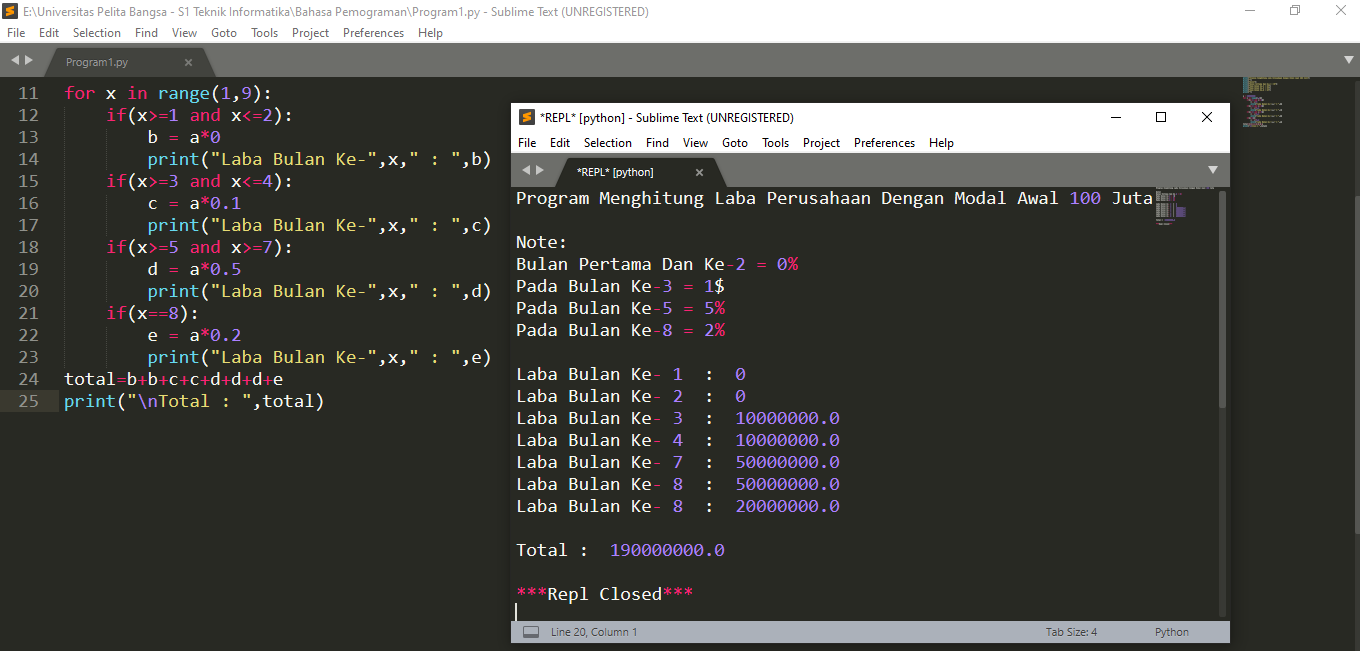 E:\Universitas Pelita Bangsa - S1 Teknik Informatika\Bahasa Pemograman\Program1.py - Sublime Text (UNREGISTERED)
File Edit Selection Find View Goto Tools Project Preferences Help
Program1.py
11 for x in range(1,9):
12 if(x>=1 and x<=2):
13 b = a*0
14 print("Laba Bulan Ke-",x," : ",b)
15 if(x>=3 and x<=4):
16 c = a*0.1
17 print("Laba Bulan Ke-",x," : ",c)
18 if(x>=5 and x>=7):
19 d = a*0.5
20 print("Laba Bulan Ke-",x," : ",d)
21 if(x==8):
22 e = a*0.2
23 print("Laba Bulan Ke-",x," : ",e)
24 total=b+b+c+c+d+d+d+e
25 print("\nTotal : ",total)
*REPL* [python] - Sublime Text (UNREGISTERED)
File Edit Selection Find View Goto Tools Project Preferences Help
*REPL* [python]
Program Menghitung Laba Perusahaan Dengan Modal Awal 100 Juta
Note:
Bulan Pertama Dan Ke-2 = 0%
Pada Bulan Ke-3 = 1$
Pada Bulan Ke-5 = 5%
Pada Bulan Ke-8 = 2%
Laba Bulan Ke- 1 : 0
Laba Bulan Ke- 2 : 0
Laba Bulan Ke- 3 : 10000000.0
Laba Bulan Ke- 4 : 10000000.0
Laba Bulan Ke- 7 : 50000000.0
Laba Bulan Ke- 8 : 50000000.0
Laba Bulan Ke- 8 : 20000000.0
Total : 190000000.0
***Repl Closed***
Line 20, Column 1 Tab Size: 4 Python